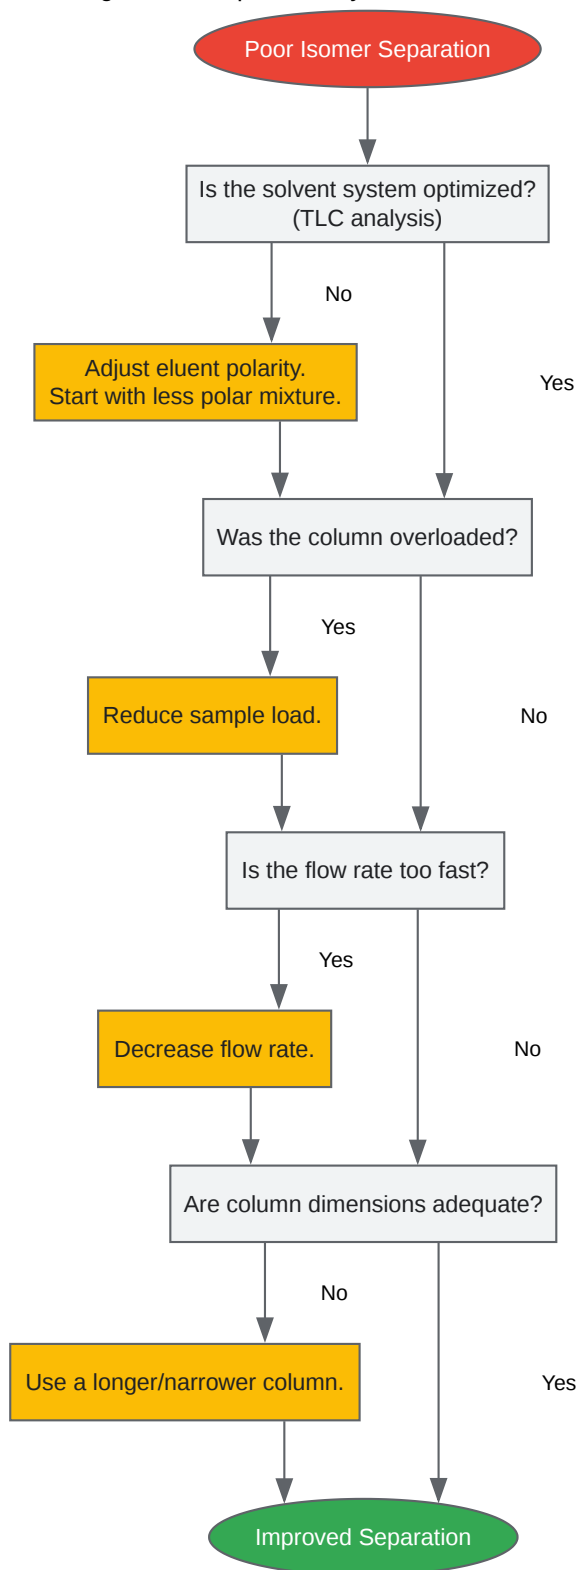 Poor Isomer Separation
Is the solvent system optimized?
(TLC analysis)
No
Adjust eluent polarity.
Start with less polar mixture.
Yes
Was the column overloaded?
Yes
Reduce sample load.
No
Is the flow rate too fast?
Yes
Decrease flow rate.
No
Are column dimensions adequate?
No
Use a longer/narrower column.
Yes
Improved Separation